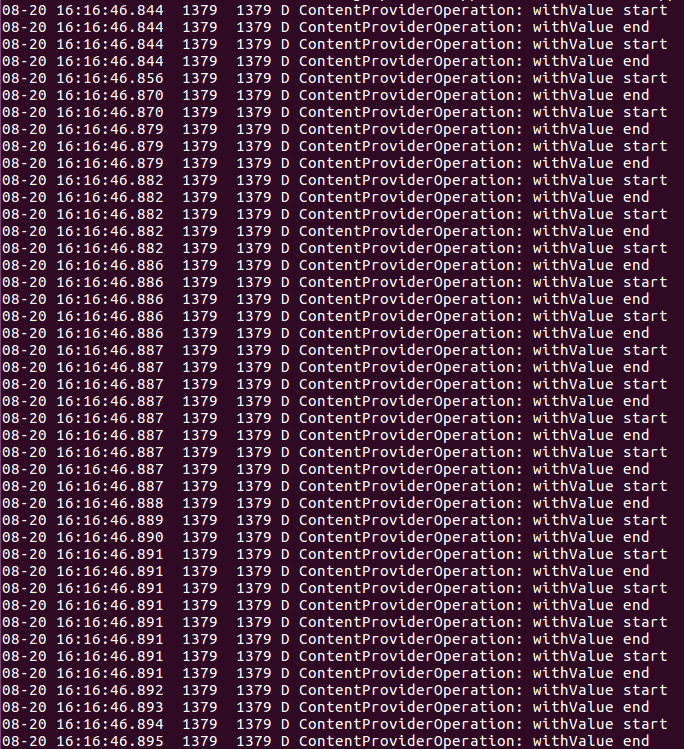 08-20 16:16:46.844  1379  1379 D ContentProviderOperation: withValue start
08-20 16:16:46.844  1379  1379 D ContentProviderOperation: withValue end
08-20 16:16:46.844  1379  1379 D ContentProviderOperation: withValue start
08-20 16:16:46.844  1379  1379 D ContentProviderOperation: withValue end
08-20 16:16:46.856  1379  1379 D ContentProviderOperation: withValue start
08-20 16:16:46.870  1379  1379 D ContentProviderOperation: withValue end
08-20 16:16:46.870  1379  1379 D ContentProviderOperation: withValue start
08-20 16:16:46.879  1379  1379 D ContentProviderOperation: withValue end
08-20 16:16:46.879  1379  1379 D ContentProviderOperation: withValue start
08-20 16:16:46.879  1379  1379 D ContentProviderOperation: withValue end
08-20 16:16:46.882  1379  1379 D ContentProviderOperation: withValue start
08-20 16:16:46.882  1379  1379 D ContentProviderOperation: withValue end
08-20 16:16:46.882  1379  1379 D ContentProviderOperation: withValue start
08-20 16:16:46.882  1379  1379 D ContentProviderOperation: withValue end
08-20 16:16:46.882  1379  1379 D ContentProviderOperation: withValue start
08-20 16:16:46.886  1379  1379 D ContentProviderOperation: withValue end
08-20 16:16:46.886  1379  1379 D ContentProviderOperation: withValue start
08-20 16:16:46.886  1379  1379 D ContentProviderOperation: withValue end
08-20 16:16:46.886  1379  1379 D ContentProviderOperation: withValue start
08-20 16:16:46.886  1379  1379 D ContentProviderOperation: withValue end
08-20 16:16:46.887  1379  1379 D ContentProviderOperation: withValue start
08-20 16:16:46.887  1379  1379 D ContentProviderOperation: withValue end
08-20 16:16:46.887  1379  1379 D ContentProviderOperation: withValue start
08-20 16:16:46.887  1379  1379 D ContentProviderOperation: withValue end
08-20 16:16:46.887  1379  1379 D ContentProviderOperation: withValue start
08-20 16:16:46.887  1379  1379 D ContentProviderOperation: withValue end
08-20 16:16:46.887  1379  1379 D ContentProviderOperation: withValue start
08-20 16:16:46.887  1379  1379 D ContentProviderOperation: withValue end
08-20 16:16:46.887  1379  1379 D ContentProviderOperation: withValue start
08-20 16:16:46.888  1379  1379 D ContentProviderOperation: withValue end
08-20 16:16:46.889  1379  1379 D ContentProviderOperation: withValue start
08-20 16:16:46.890  1379  1379 D ContentProviderOperation: withValue end
08-20 16:16:46.891  1379  1379 D ContentProviderOperation: withValue start
08-20 16:16:46.891  1379  1379 D ContentProviderOperation: withValue end
08-20 16:16:46.891  1379  1379 D ContentProviderOperation: withValue start
08-20 16:16:46.891  1379  1379 D ContentProviderOperation: withValue end
08-20 16:16:46.891  1379  1379 D ContentProviderOperation: withValue start
08-20 16:16:46.891  1379  1379 D ContentProviderOperation: withValue end
08-20 16:16:46.891  1379  1379 D ContentProviderOperation: withValue start
08-20 16:16:46.891  1379  1379 D ContentProviderOperation: withValue end
08-20 16:16:46.892  1379  1379 D ContentProviderOperation: withValue start
08-20 16:16:46.893  1379  1379 D ContentProviderOperation: withValue end
08-20 16:16:46.894  1379  1379 D ContentProviderOperation: withValue start
08-20 16:16:46.895  1379  1379 D ContentProviderOperation: withValue end